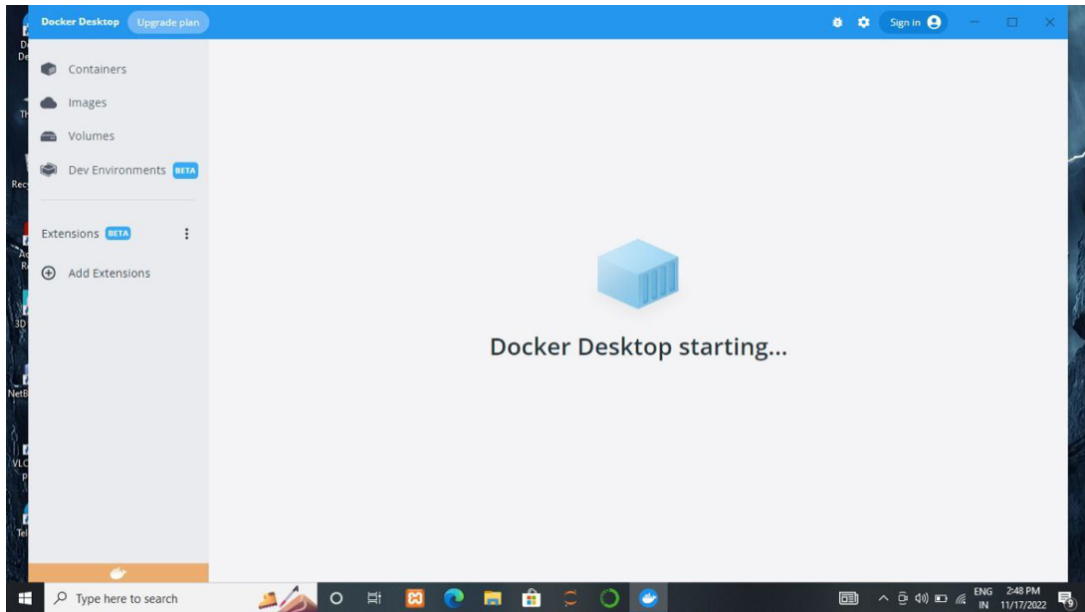 Docker Desktop Upgrade plan Sign in
Containers
Images
Volumes
Dev Environments BETA
Extensions BETA
Add Extensions
Docker Desktop starting...
Type here to search
ENG 2:48 PM
IN 11/17/2022